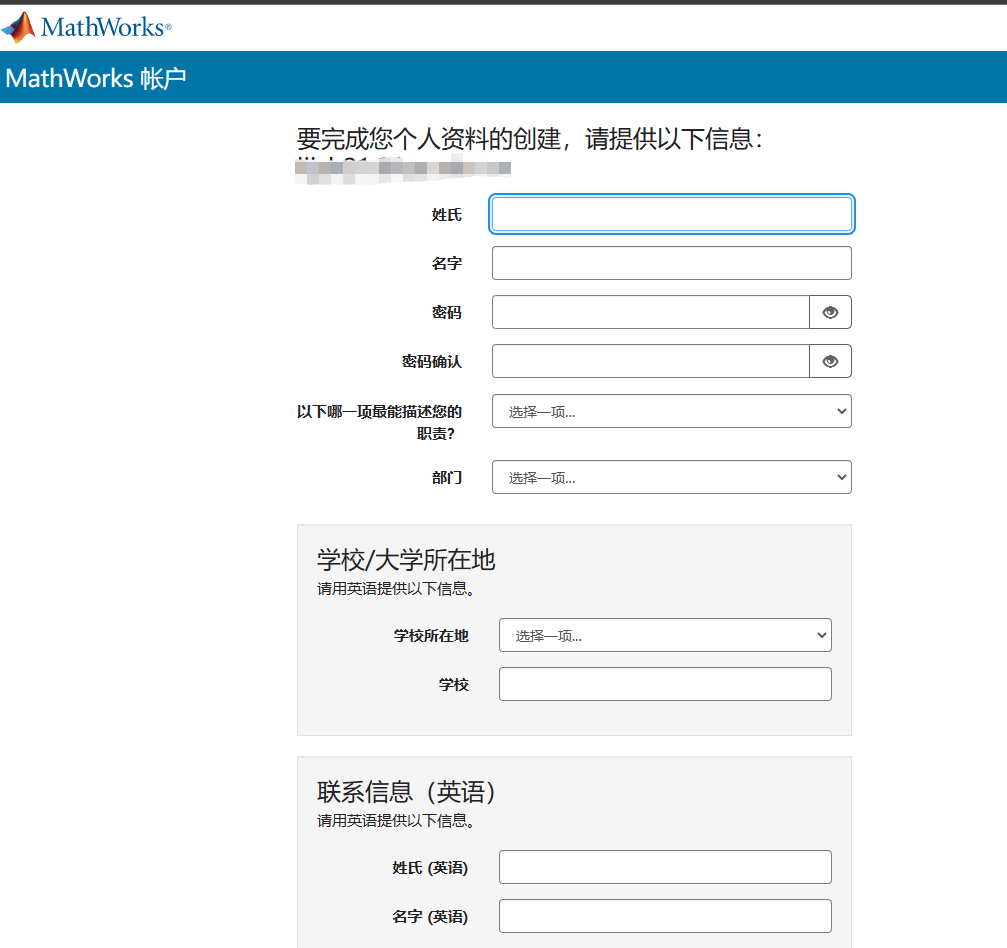 MathWorks®
MathWorks 帐户
要完成您个人资料的创建，请提供以下信息：
姓氏
名字
密码
密码确认
以下哪一项最能描述您的
职责？
选择一项...
部门
选择一项...
学校/大学所在地
请用英语提供以下信息。
学校所在地
选择一项...
学校
联系信息（英语）
请用英语提供以下信息。
姓氏 (英语)
名字 (英语)